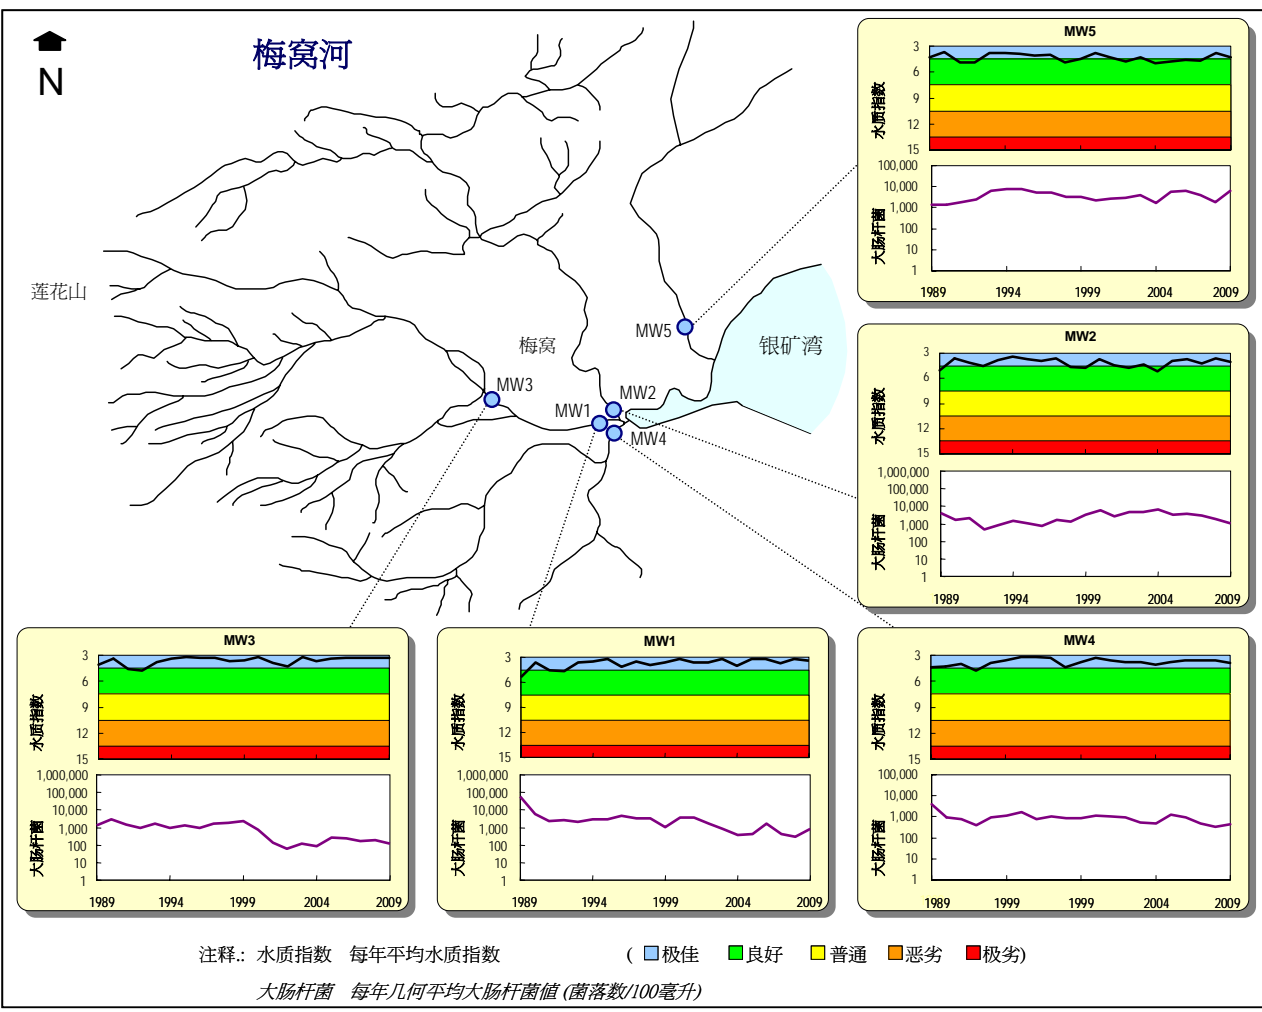 N
梅窝河
莲花山
梅窝
银矿湾
MW5
MW3
MW2
MW1
MW4
MW5
水质指数
3
6
9
12
15
大肠杆菌
100,000
10,000
1,000
100
10
1
1989 1994 1999 2004 2009
MW2
水质指数
3
6
9
12
15
大肠杆菌
1,000,000
100,000
10,000
1,000
100
10
1
1989 1994 1999 2004 2009
MW3
水质指数
3
6
9
12
15
大肠杆菌
1,000,000
100,000
10,000
1,000
100
10
1
1989 1994 1999 2004 2009
MW1
水质指数
3
6
9
12
15
大肠杆菌
1,000,000
100,000
10,000
1,000
100
10
1
1989 1994 1999 2004 2009
MW4
水质指数
3
6
9
12
15
大肠杆菌
100,000
10,000
1,000
100
10
1
1989 1994 1999 2004 2009
注释.: 水质指数 每年平均水质指数 ( 极佳 良好 普通 恶劣 极劣)
大肠杆菌 每年几何平均大肠杆菌值 (菌落数/100毫升)